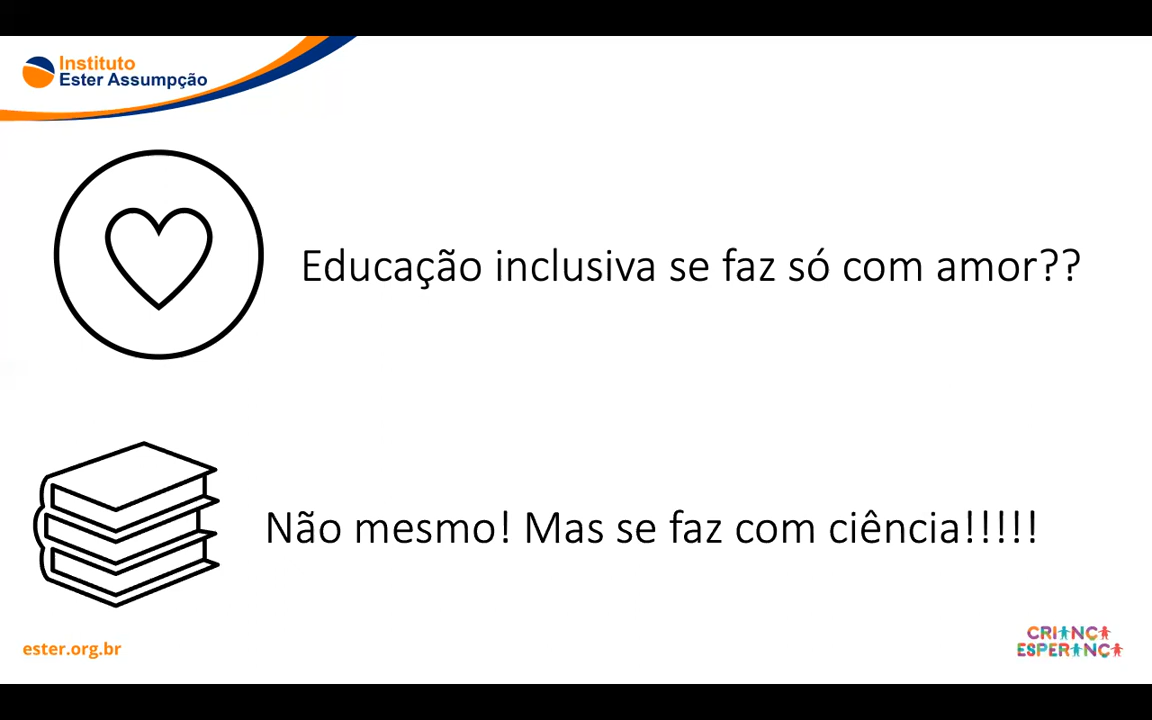 Instituto
Ester Assumpção
Educação inclusiva se faz só com amor??
Não mesmo! Mas se faz com ciência!!!!!
ester.org.br
CRIANÇA
ESPERANÇA